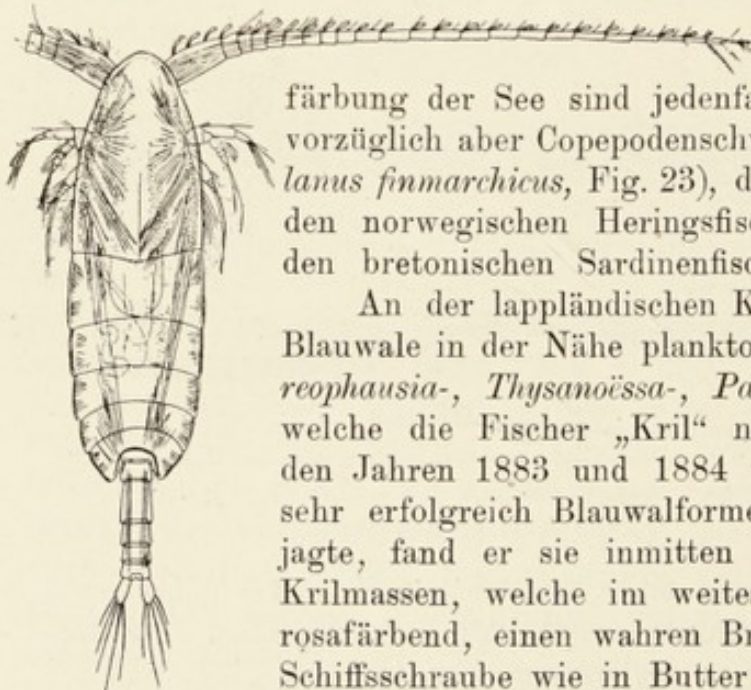 färbung der See sind jedenfa
vorzüglich aber Copepodensch
lanus finmarchicus, Fig. 23), d
den norwegischen Heringsfisc
den bretonischen Sardinenfisc
An der lappländischen K
Blauwale in der Nähe plankto
reophausia-, Thysanoëssa-, Pa
welche die Fischer „Kril“ n
den Jahren 1883 und 1884
sehr erfolgreich Blauwalforme
jagte, fand er sie inmitten
Krilmassen, welche im weite
rosafärbend, einen wahren Br
Schiffsschraube wie in Butter